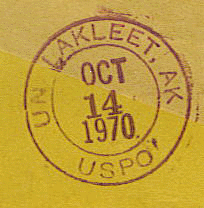 UNALAKLEET, AK
OCT
14
1970
USPO